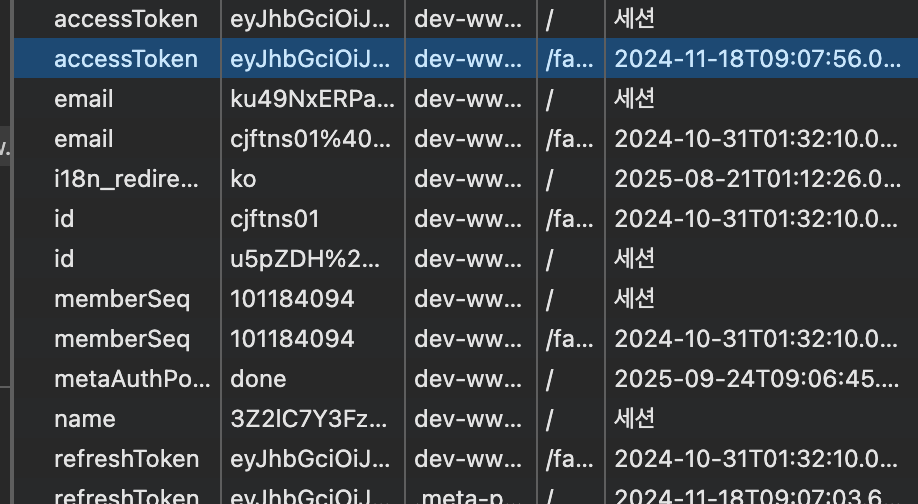 accessToken eyJhbGciOiJ... dev-ww... / 세션
accessToken eyJhbGciOiJ... dev-ww... /fa... 2024-11-18T09:07:56.0...
email ku49NxERPa... dev-ww... / 세션
email cjftns01%40... dev-ww... /fa... 2024-10-31T01:32:10.0...
i18n_redire... ko dev-ww... / 2025-08-21T01:12:26.0...
id cjftns01 dev-ww... /fa... 2024-10-31T01:32:10.0...
id u5pZDH%2... dev-ww... / 세션
memberSeq 101184094 dev-ww... / 세션
memberSeq 101184094 dev-ww... /fa... 2024-10-31T01:32:10.0...
metaAuthPo... done dev-ww... / 2025-09-24T09:06:45....
name 3Z2lC7Y3Fz... dev-ww... / 세션
refreshToken eyJhbGciOiJ... dev-ww... /fa... 2024-10-31T01:32:10.0...
refreshToken eyJhbGciOiJ... .meta-p... / 2024-11-18T09:07:03.6...